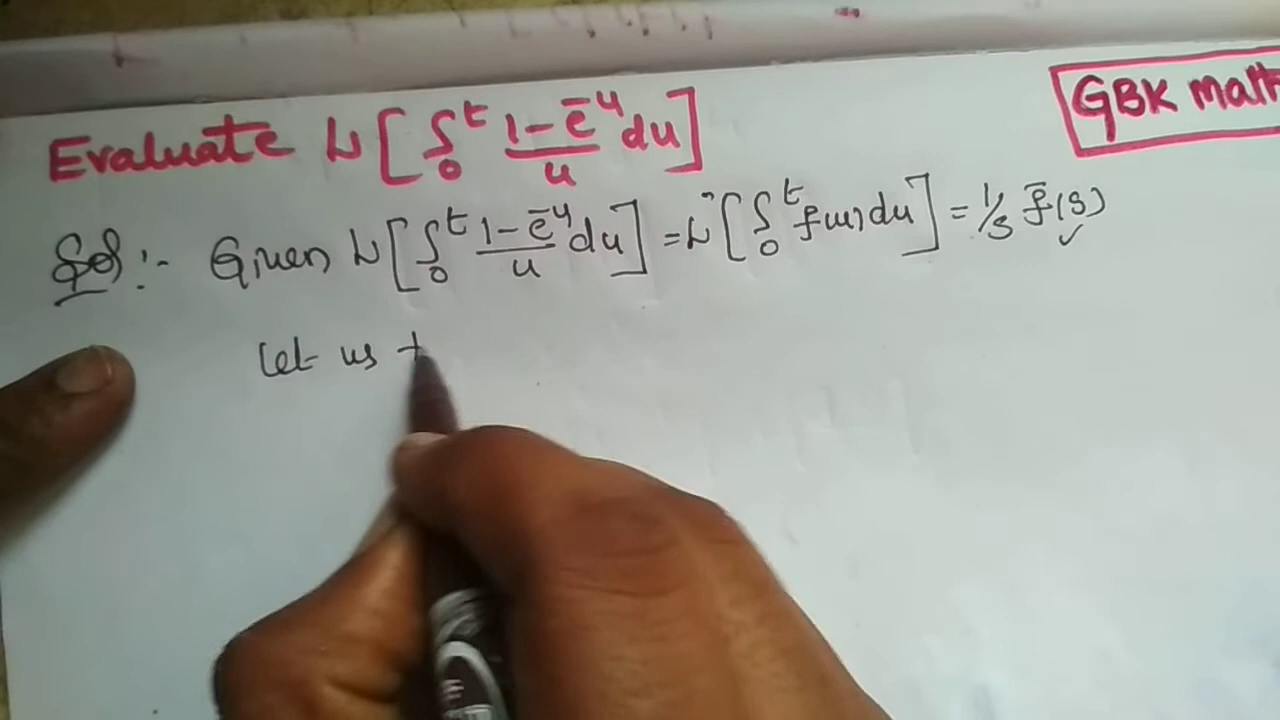 GBK Math
Evaluate L[∫₀ᵗ (1-e⁻ᵘ)/u du]
Sol :- Given L[∫₀ᵗ (1-e⁻ᵘ)/u du] = L[∫₀ᵗ f(u) du] = 1/s f̄(s)
Let us t